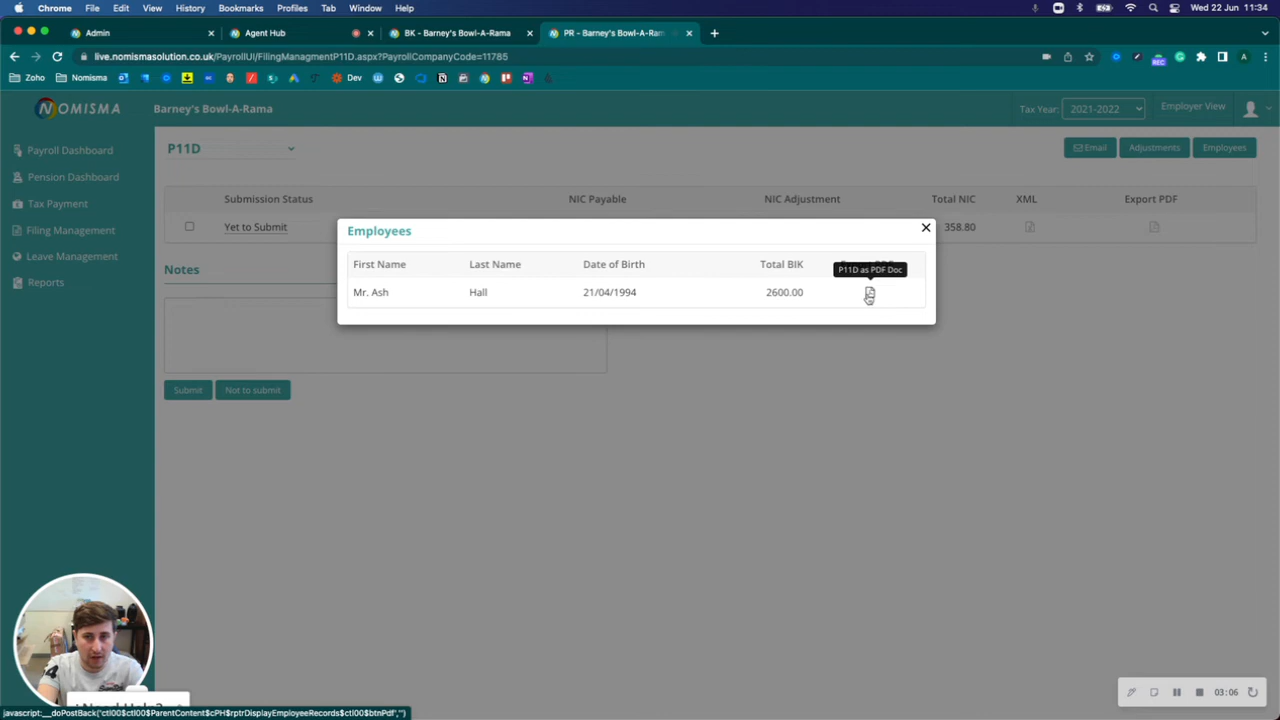 Chrome File Edit View History Bookmarks Profiles Tab Window Help Wed 22 Jun 11:34
Admin Agent Hub BK - Barney's Bowl-A-Rama PR - Barney's Bowl-A-Ram
live.nomismasolution.co.uk/PayrollUI/FilingManagmentP11D.aspx?PayrollCompanyCode=11785
REC A
Zoho Nomisma Dev
NOMISMA Barney's Bowl-A-Rama Tax Year: 2021-2022 Employer View
Payroll Dashboard
Pension Dashboard
Tax Payment
Filing Management
Leave Management
Reports
P11D Email Adjustments Employees
Submission Status NIC Payable NIC Adjustment Total NIC XML Export PDF
Yet to Submit 358.80
Employees
First Name Last Name Date of Birth Total BIK
P11D as PDF Doc
Mr. Ash Hall 21/04/1994 2600.00
Notes
Submit Not to submit
Need Help?
03:06
javascript:__doPostBack("ctl00$ctl00$ParentContent$cPH$rptrDisplayEmployeeRecords$ctl00$btnPdf","")